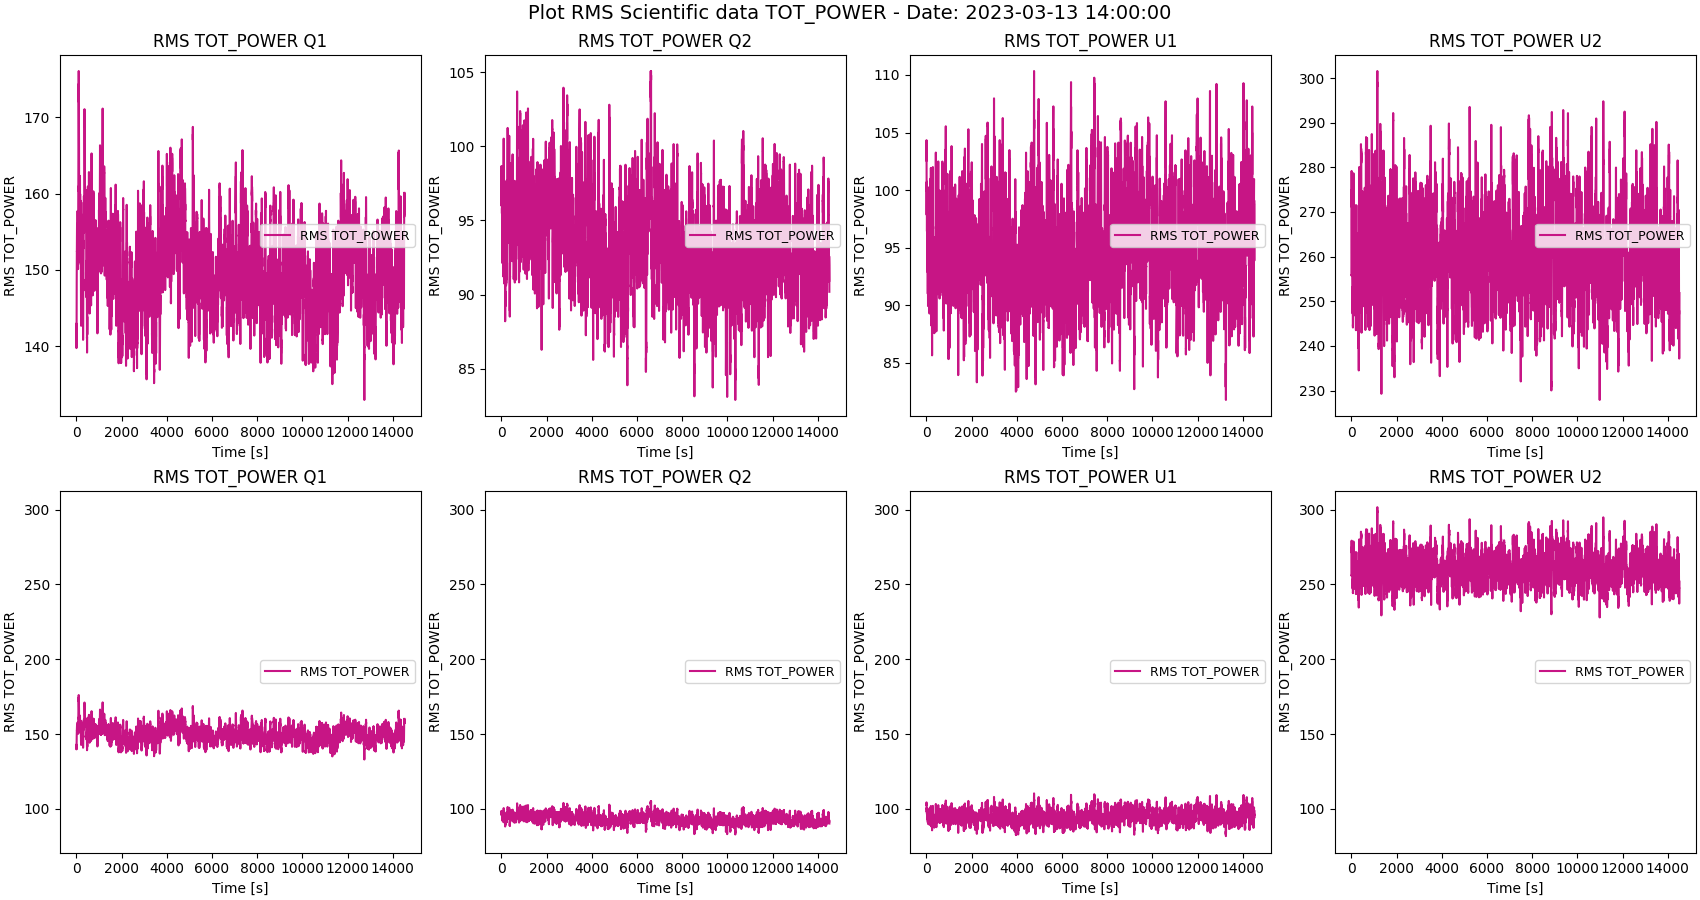 Plot RMS Scientific data TOT_POWER - Date: 2023-03-13 14:00:00
RMS TOT_POWER Q1
RMS TOT_POWER
170
160
150
140
RMS TOT_POWER
0 2000 4000 6000 8000 10000 12000 14000
Time [s]
RMS TOT_POWER Q2
RMS TOT_POWER
105
100
95
90
85
RMS TOT_POWER
0 2000 4000 6000 8000 10000 12000 14000
Time [s]
RMS TOT_POWER U1
RMS TOT_POWER
110
105
100
95
90
85
RMS TOT_POWER
0 2000 4000 6000 8000 10000 12000 14000
Time [s]
RMS TOT_POWER U2
RMS TOT_POWER
300
290
280
270
260
250
240
230
RMS TOT_POWER
0 2000 4000 6000 8000 10000 12000 14000
Time [s]
RMS TOT_POWER Q1
RMS TOT_POWER
300
250
200
150
100
RMS TOT_POWER
0 2000 4000 6000 8000 10000 12000 14000
Time [s]
RMS TOT_POWER Q2
RMS TOT_POWER
300
250
200
150
100
RMS TOT_POWER
0 2000 4000 6000 8000 10000 12000 14000
Time [s]
RMS TOT_POWER U1
RMS TOT_POWER
300
250
200
150
100
RMS TOT_POWER
0 2000 4000 6000 8000 10000 12000 14000
Time [s]
RMS TOT_POWER U2
RMS TOT_POWER
300
250
200
150
100
RMS TOT_POWER
0 2000 4000 6000 8000 10000 12000 14000
Time [s]